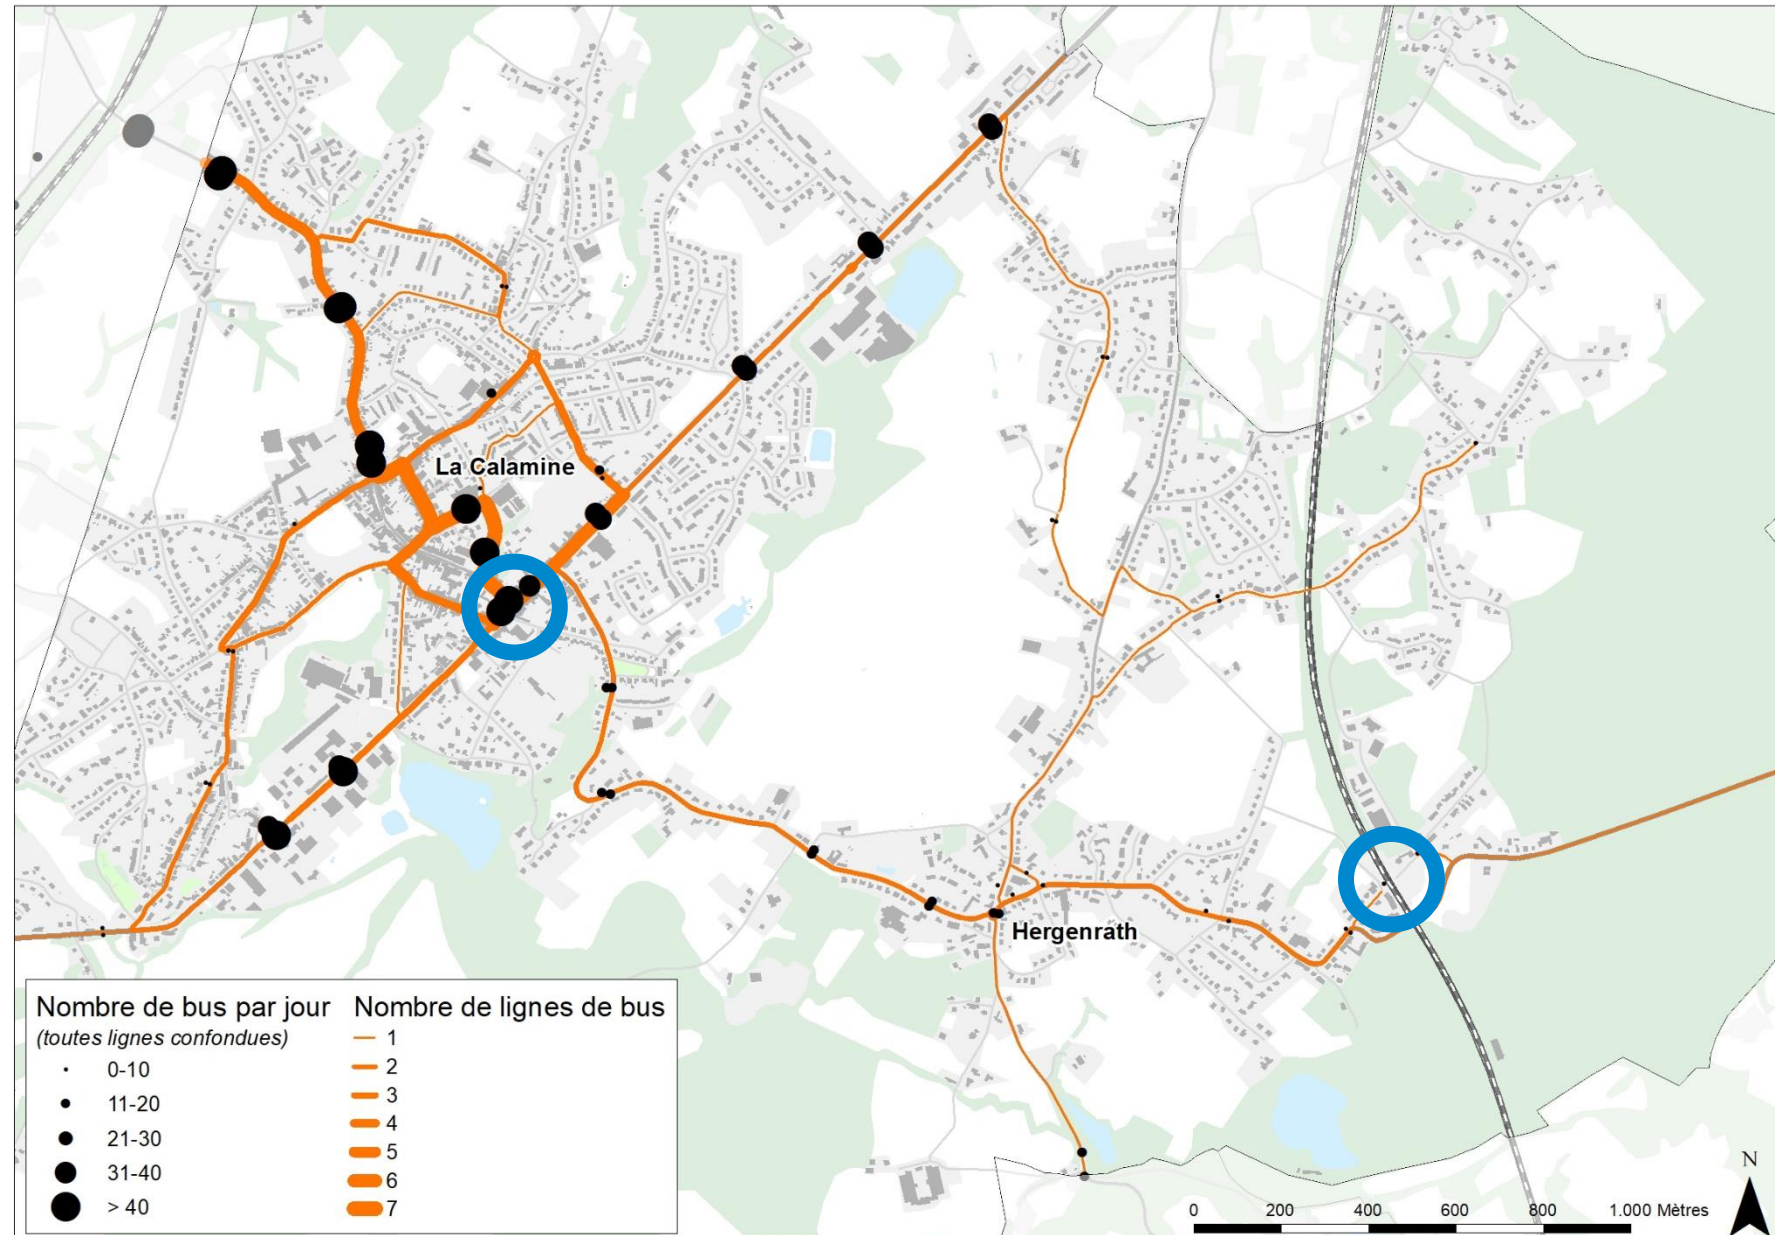 La Calamine
Hergenrath
Nombre de bus par jour
(toutes lignes confondues)
0-10
11-20
21-30
31-40
> 40
Nombre de lignes de bus
1
2
3
4
5
6
7
N
0 200 400 600 800 1.000 Mètres